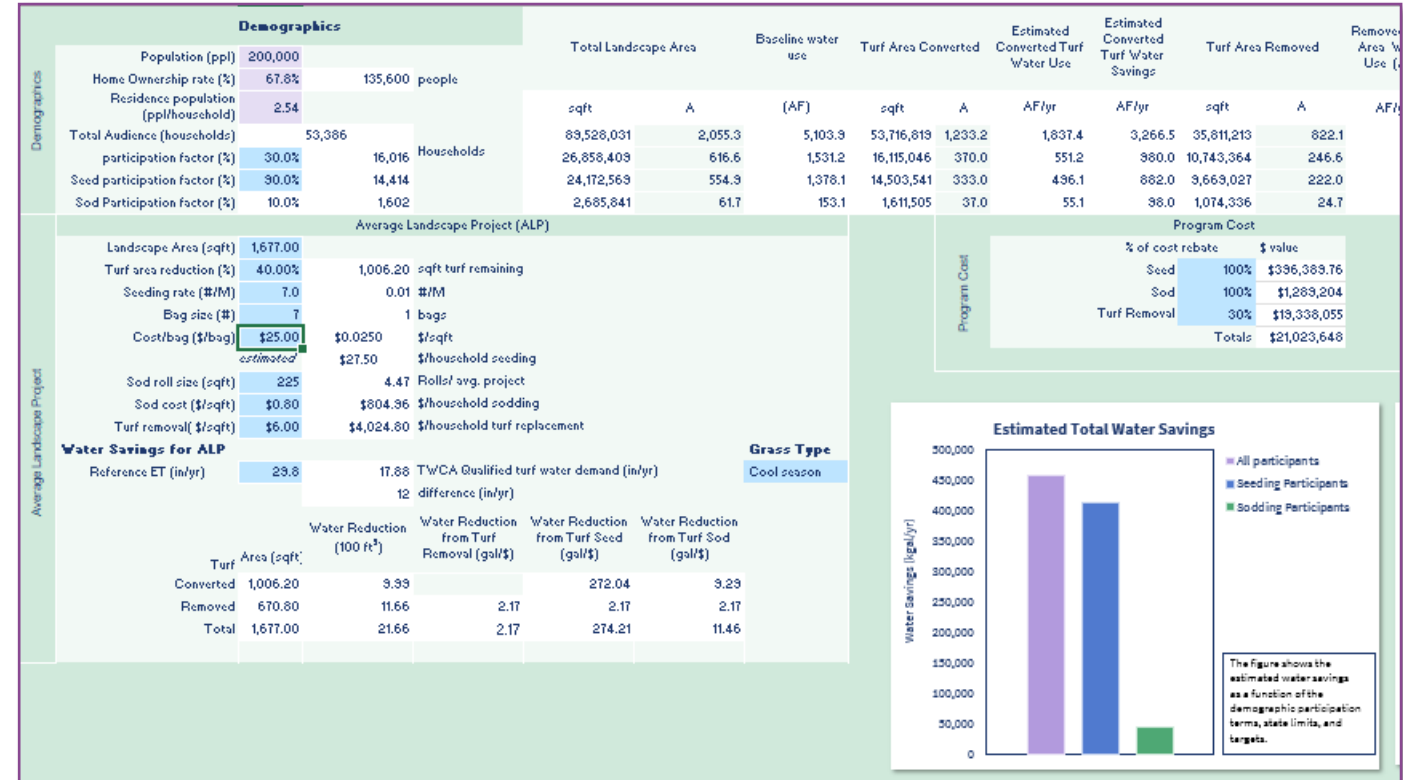 Demographics
Total Landscape Area
Baseline water use
Turf Area Converted
Estimated Converted Turf Water Use
Estimated Converted Turf Water Savings
Turf Area Removed
Demographics
Population (ppl) 200,000
Home Ownership rate (%) 67.8% 135,600 people
Residence population (ppl/household) 2.54
sqft A (AF) sqft A AF/yr AF/yr sqft A
Total Audience (households) 53,386 89,528,031 2,055.3 5,103.9 53,716,819 1,233.2 1,837.4 3,266.5 35,811,213 822.1
participation factor (%) 30.0% 16,016 Households 26,858,409 616.6 1,531.2 16,115,046 370.0 551.2 980.0 10,743,364 246.6
Seed participation factor (%) 90.0% 14,414 24,172,569 554.9 1,378.1 14,503,541 333.0 496.1 882.0 9,669,027 222.0
Sod Participation factor (%) 10.0% 1,602 2,685,841 61.7 153.1 1,611,505 37.0 55.1 98.0 1,074,336 24.7
Average Landscape Project (ALP)
Average Landscape Project
Landscape Area (sqft) 1,677.00
Turf area reduction (%) 40.00% 1,006.20 sqft turf remaining
Seeding rate (#/M) 7.0 0.01 #/M
Bag size (#) 7 1 bags
Cost/bag ($/bag) $25.00 $0.0250 $/sqft
estimated $27.50 $/household seeding
Sod roll size (sqft) 225 4.47 Rolls/ avg. project
Sod cost ($/sqft) $0.80 $804.96 $/household sodding
Turf removal( $/sqft) $6.00 $4,024.80 $/household turf replacement
Water Savings for ALP Grass Type
Reference ET (in/yr) 29.8 17.88 TWCA Qualified turf water demand (in/yr) Cool season
12 difference (in/yr)
Turf
Area (sqft)
Water Reduction (100 ft³)
Water Reduction from Turf Removal (gal/$)
Water Reduction from Turf Seed (gal/$)
Water Reduction from Turf Sod (gal/$)
Converted 1,006.20 9.99 272.04 9.29
Removed 670.80 11.66 2.17 2.17 2.17
Total 1,677.00 21.66 2.17 274.21 11.46
Program Cost
Program Cost
% of cost rebate $ value
Seed 100% $396,389.76
Sod 100% $1,289,204
Turf Removal 30% $19,338,055
Totals $21,023,648
Estimated Total Water Savings
Water Savings (kgal/yr)
500,000
450,000
400,000
350,000
300,000
250,000
200,000
150,000
100,000
50,000
0
All participants
Seeding Participants
Sodding Participants
The figure shows the
estimated water savings
as a function of the
demographic participation
terms, state limits, and
targets.